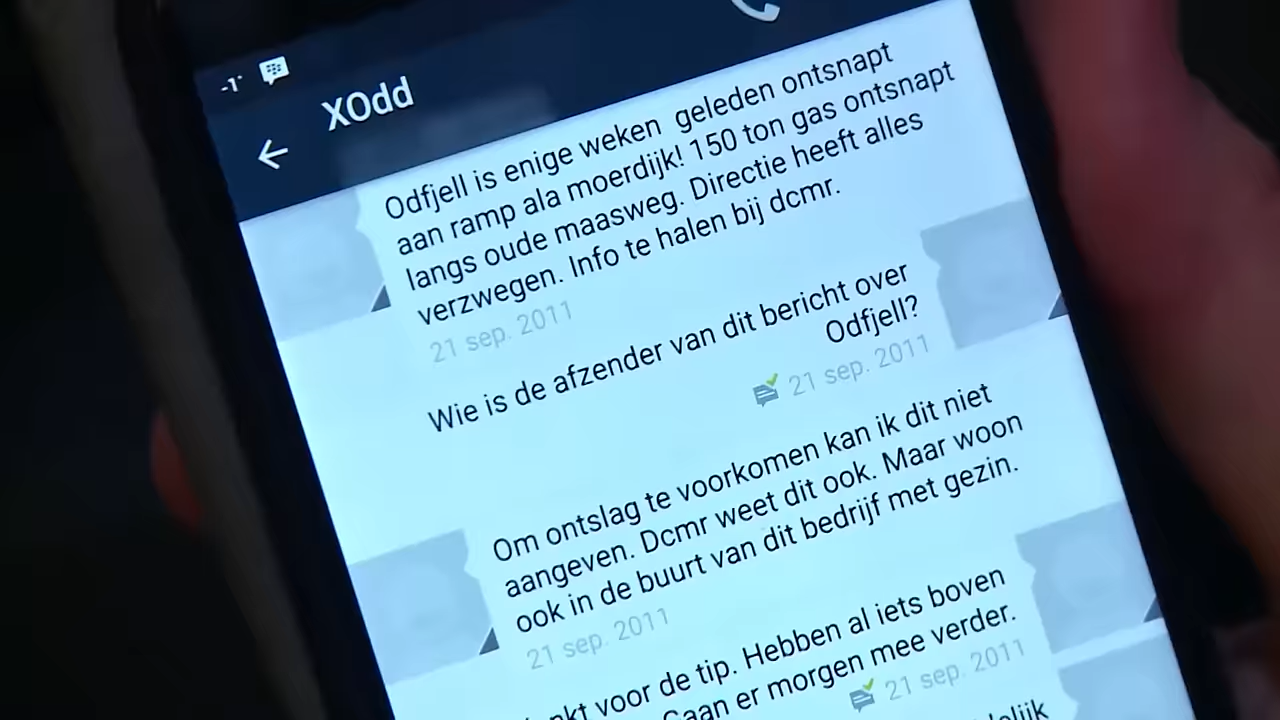 -1°
XOdd
Odfjell is enige weken geleden ontsnapt
aan ramp ala moerdijk! 150 ton gas ontsnapt
langs oude maasweg. Directie heeft alles
verzwegen. Info te halen bij dcmr.
21 sep. 2011
Wie is de afzender van dit bericht over
Odfjell?
21 sep. 2011
Om ontslag te voorkomen kan ik dit niet
aangeven. Dcmr weet dit ook. Maar woon
ook in de buurt van dit bedrijf met gezin.
21 sep. 2011
voor de tip. Hebben al iets boven
Gaan er morgen mee verder.
21 sep. 2011